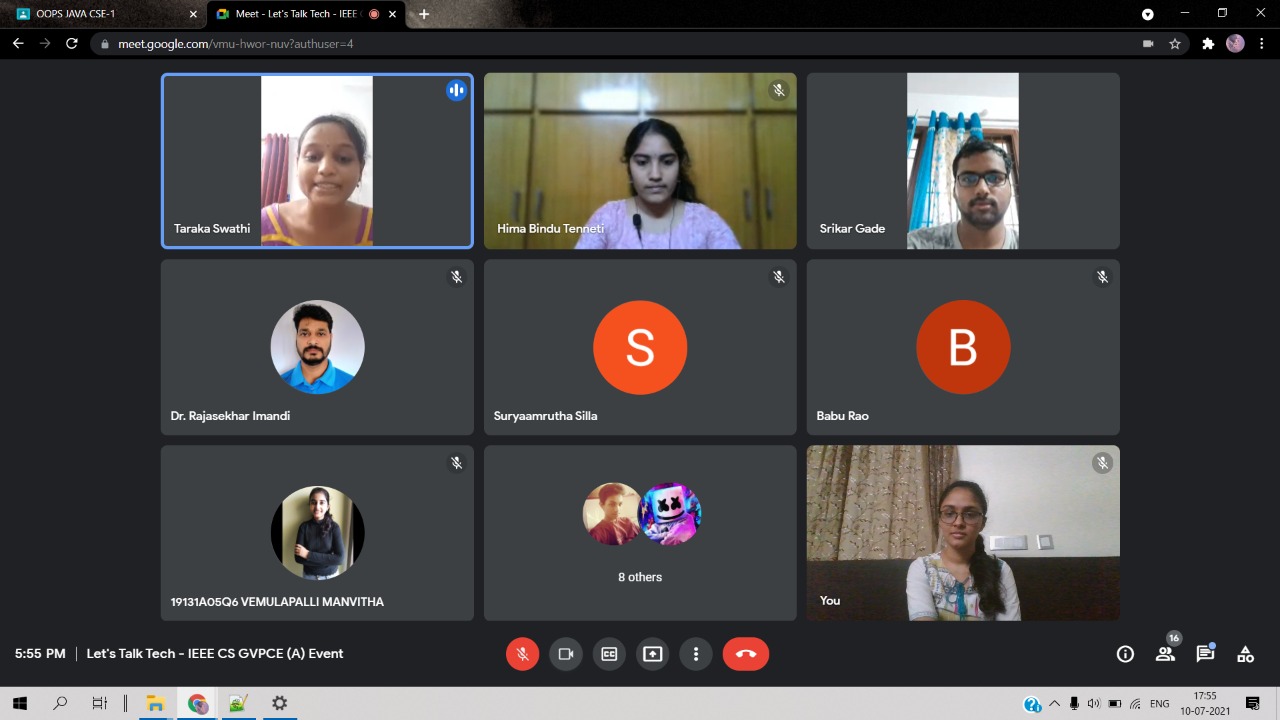 OOPS JAVA CSE-1
Meet - Let's Talk Tech - IEEE C
meet.google.com/vmu-hwor-nuv?authuser=4
Taraka Swathi
Hima Bindu Tenneti
Srikar Gade
Dr. Rajasekhar Imandi
S
Suryaamrutha Silla
B
Babu Rao
19131A05Q6 VEMULAPALLI MANVITHA
8 others
You
5:55 PM | Let's Talk Tech - IEEE CS GVPCE (A) Event
CC
16
ENG
17:55
10-07-2021